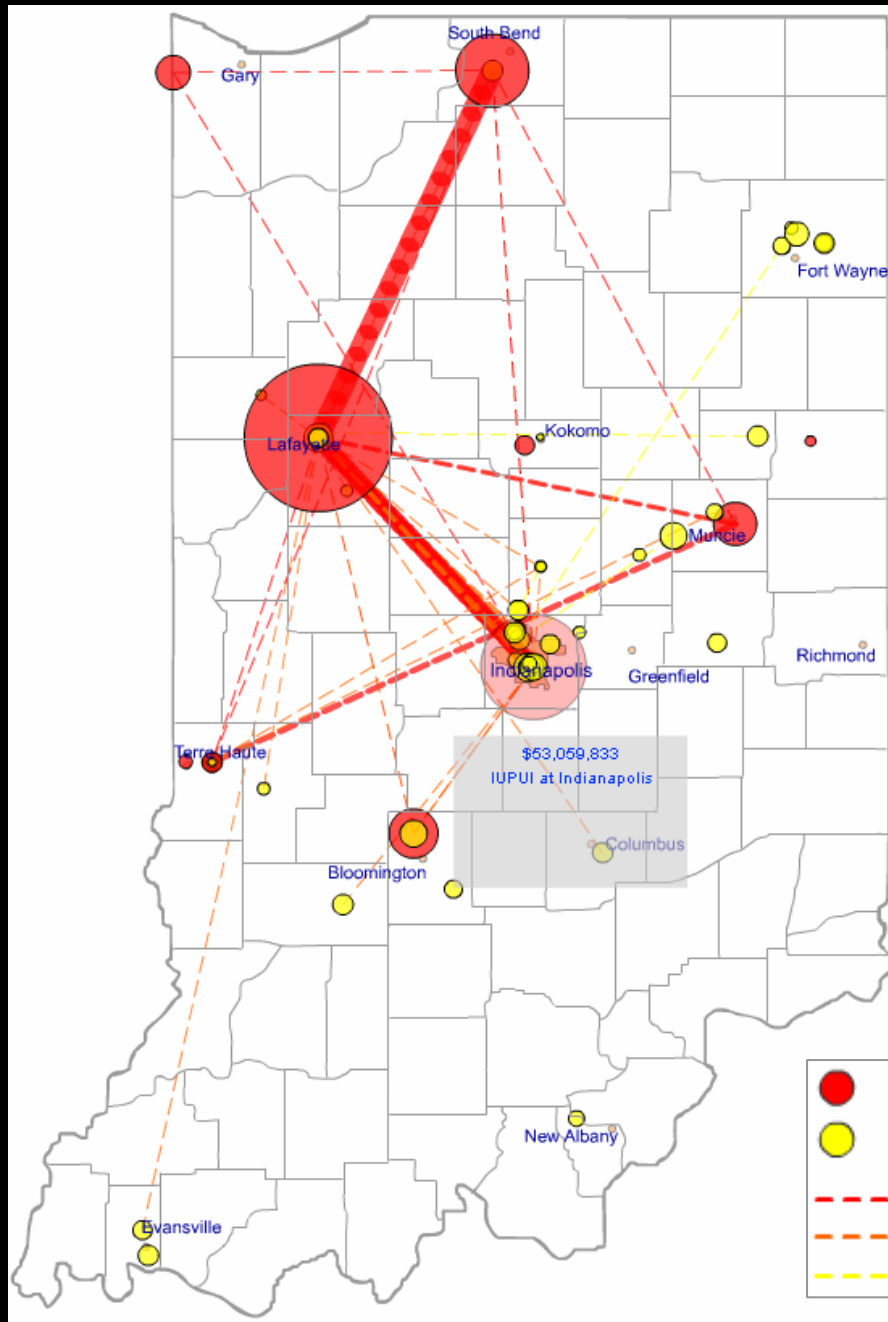 South Bend
Gary
Fort Wayne
Kokomo
Lafayette
Muncie
Indianapolis
Richmond
Greenfield
Terre Haute
$53,059,833
IUPUI at Indianapolis
Columbus
Bloomington
New Albany
Evansville